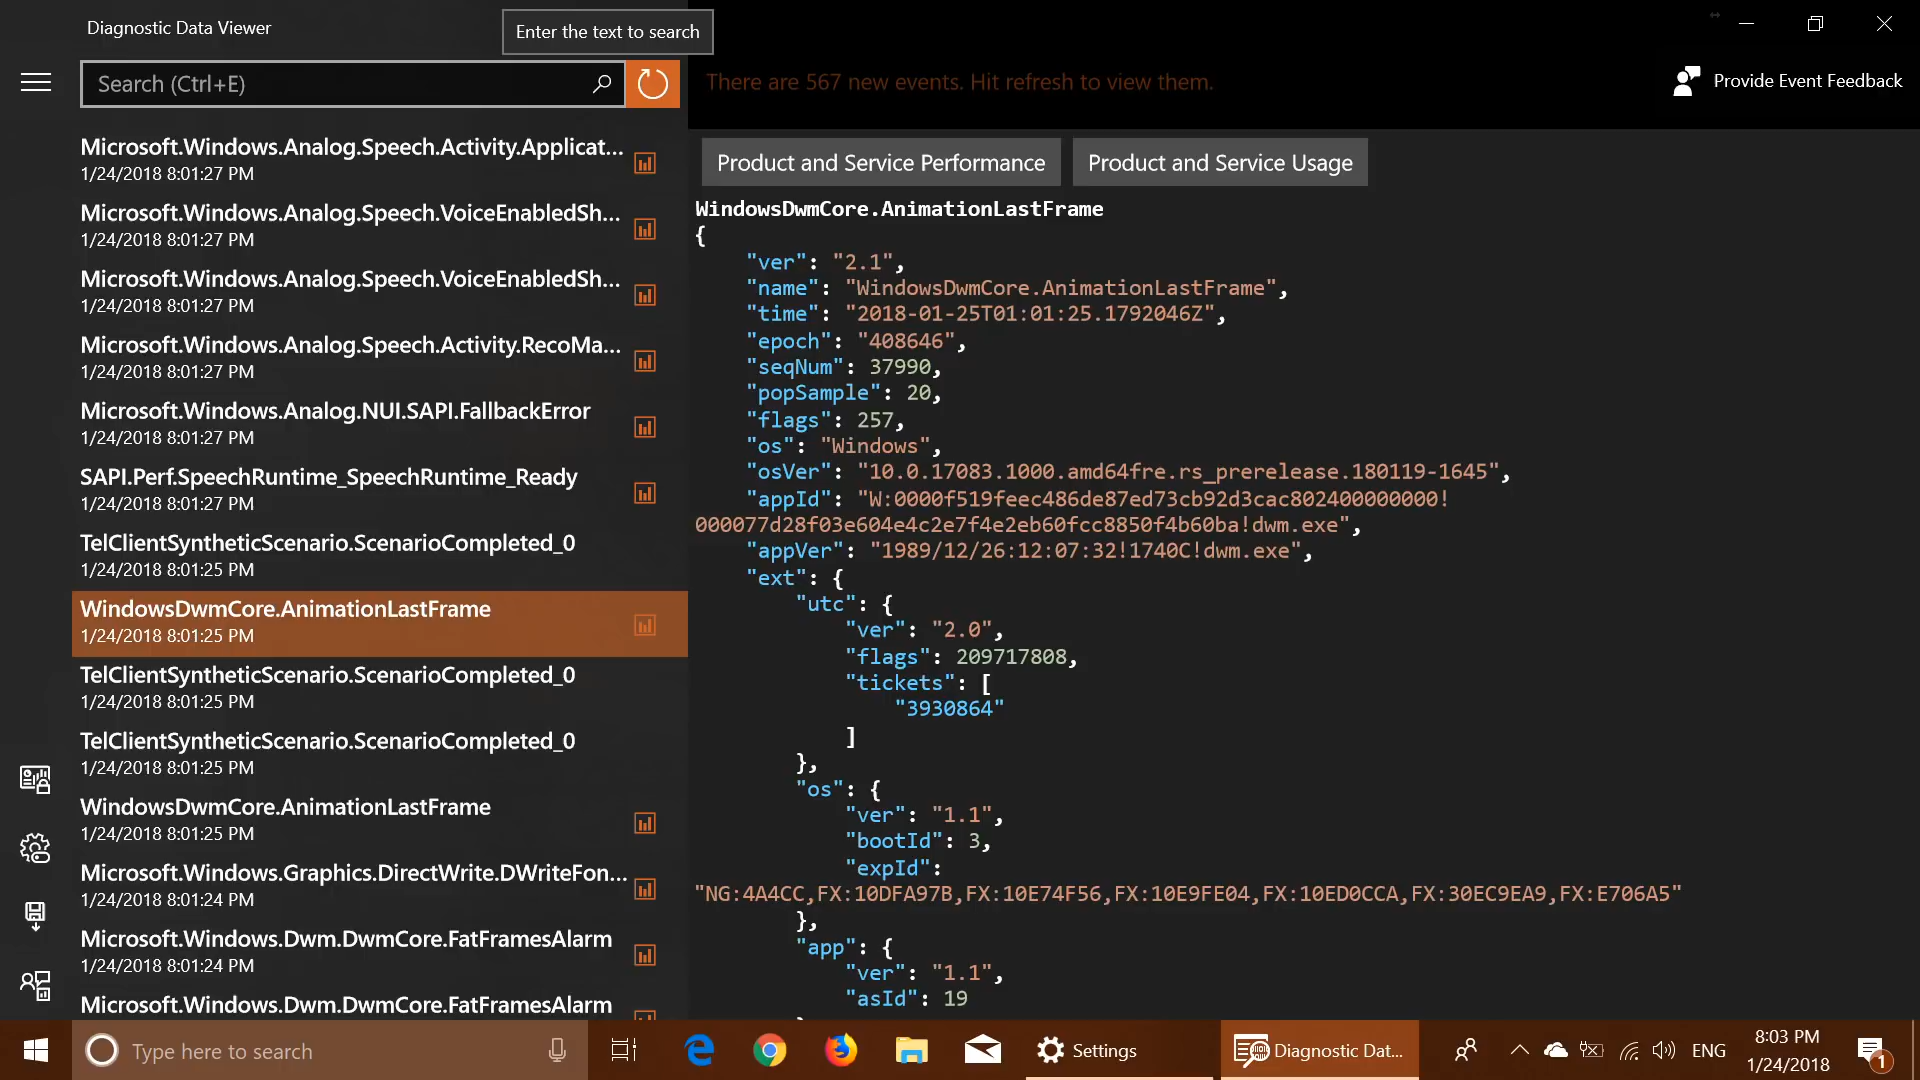 Diagnostic Data Viewer
Enter the text to search
Search (Ctrl+E)
There are 567 new events. Hit refresh to view them.
Provide Event Feedback
Microsoft.Windows.Analog.Speech.Activity.Applicat...
1/24/2018 8:01:27 PM
Microsoft.Windows.Analog.Speech.VoiceEnabledSh...
1/24/2018 8:01:27 PM
Microsoft.Windows.Analog.Speech.VoiceEnabledSh...
1/24/2018 8:01:27 PM
Microsoft.Windows.Analog.Speech.Activity.RecoMa...
1/24/2018 8:01:27 PM
Microsoft.Windows.Analog.NUI.SAPI.FallbackError
1/24/2018 8:01:27 PM
SAPI.Perf.SpeechRuntime_SpeechRuntime_Ready
1/24/2018 8:01:27 PM
TelClientSyntheticScenario.ScenarioCompleted_0
1/24/2018 8:01:25 PM
WindowsDwmCore.AnimationLastFrame
1/24/2018 8:01:25 PM
TelClientSyntheticScenario.ScenarioCompleted_0
1/24/2018 8:01:25 PM
TelClientSyntheticScenario.ScenarioCompleted_0
1/24/2018 8:01:25 PM
WindowsDwmCore.AnimationLastFrame
1/24/2018 8:01:25 PM
Microsoft.Windows.Graphics.DirectWrite.DWriteFon...
1/24/2018 8:01:24 PM
Microsoft.Windows.Dwm.DwmCore.FatFramesAlarm
1/24/2018 8:01:24 PM
Microsoft.Windows.Dwm.DwmCore.FatFramesAlarm
Product and Service Performance
Product and Service Usage
WindowsDwmCore.AnimationLastFrame
{
"ver": "2.1",
"name": "WindowsDwmCore.AnimationLastFrame",
"time": "2018-01-25T01:01:25.1792046Z",
"epoch": "408646",
"seqNum": 37990,
"popSample": 20,
"flags": 257,
"os": "Windows",
"osVer": "10.0.17083.1000.amd64fre.rs_prerelease.180119-1645",
"appId": "W:0000f519feec486de87ed73cb92d3cac802400000000!
000077d28f03e604e4c2e7f4e2eb60fcc8850f4b60ba!dwm.exe",
"appVer": "1989/12/26:12:07:32!1740C!dwm.exe",
"ext": {
"utc": {
"ver": "2.0",
"flags": 209717808,
"tickets": [
"3930864"
]
},
"os": {
"ver": "1.1",
"bootId": 3,
"expId":
"NG:4A4CC,FX:10DFA97B,FX:10E74F56,FX:10E9FE04,FX:10ED0CCA,FX:30EC9EA9,FX:E706A5"
},
"app": {
"ver": "1.1",
"asId": 19
Type here to search
Settings
Diagnostic Dat...
ENG
8:03 PM
1/24/2018
1